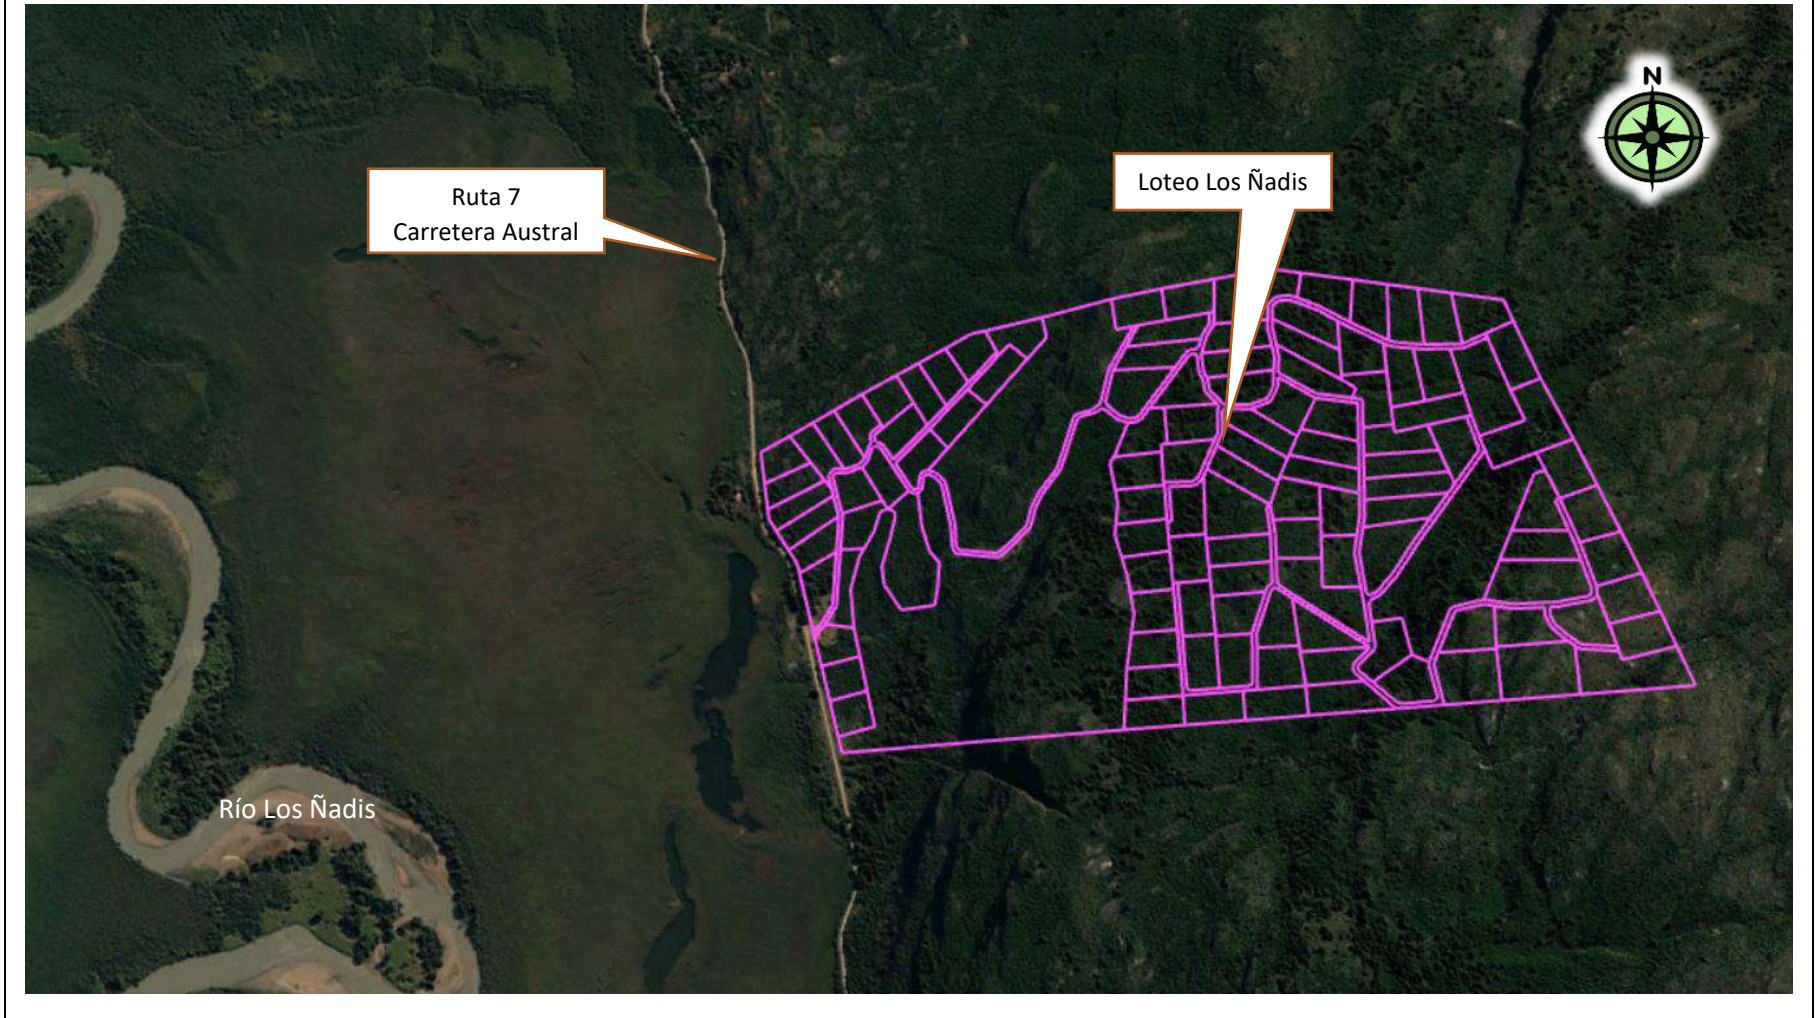 N
Ruta 7
Carretera Austral
Loteo Los Ñadis
Río Los Ñadis